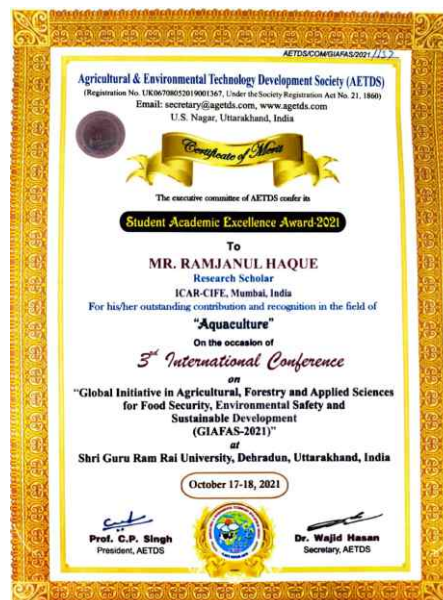 AETDS/COM/GIAFAS/2021/152
Agricultural & Environmental Technology Development Society (AETDS)
(Registration No. UK06708052019001367, Under the Society Registration Act No. 21, 1860)
Email: secretary@agetds.com, www.agetds.com
U.S. Nagar, Uttarakhand, India
Certificate of Merit
The executive committee of AETDS confer its
Student Academic Excellence Award-2021
To
MR. RAMJANUL HAQUE
Research Scholar
ICAR-CIFE, Mumbai, India
For his/her outstanding contribution and recognition in the field of
"Aquaculture"
On the occasion of
3rd International Conference
on
"Global Initiative in Agricultural, Forestry and Applied Sciences
for Food Security, Environmental Safety and
Sustainable Development
(GIAFAS-2021)"
at
Shri Guru Ram Rai University, Dehradun, Uttarakhand, India
October 17-18, 2021
Prof. C.P. Singh
President, AETDS
Dr. Wajid Hasan
Secretary, AETDS